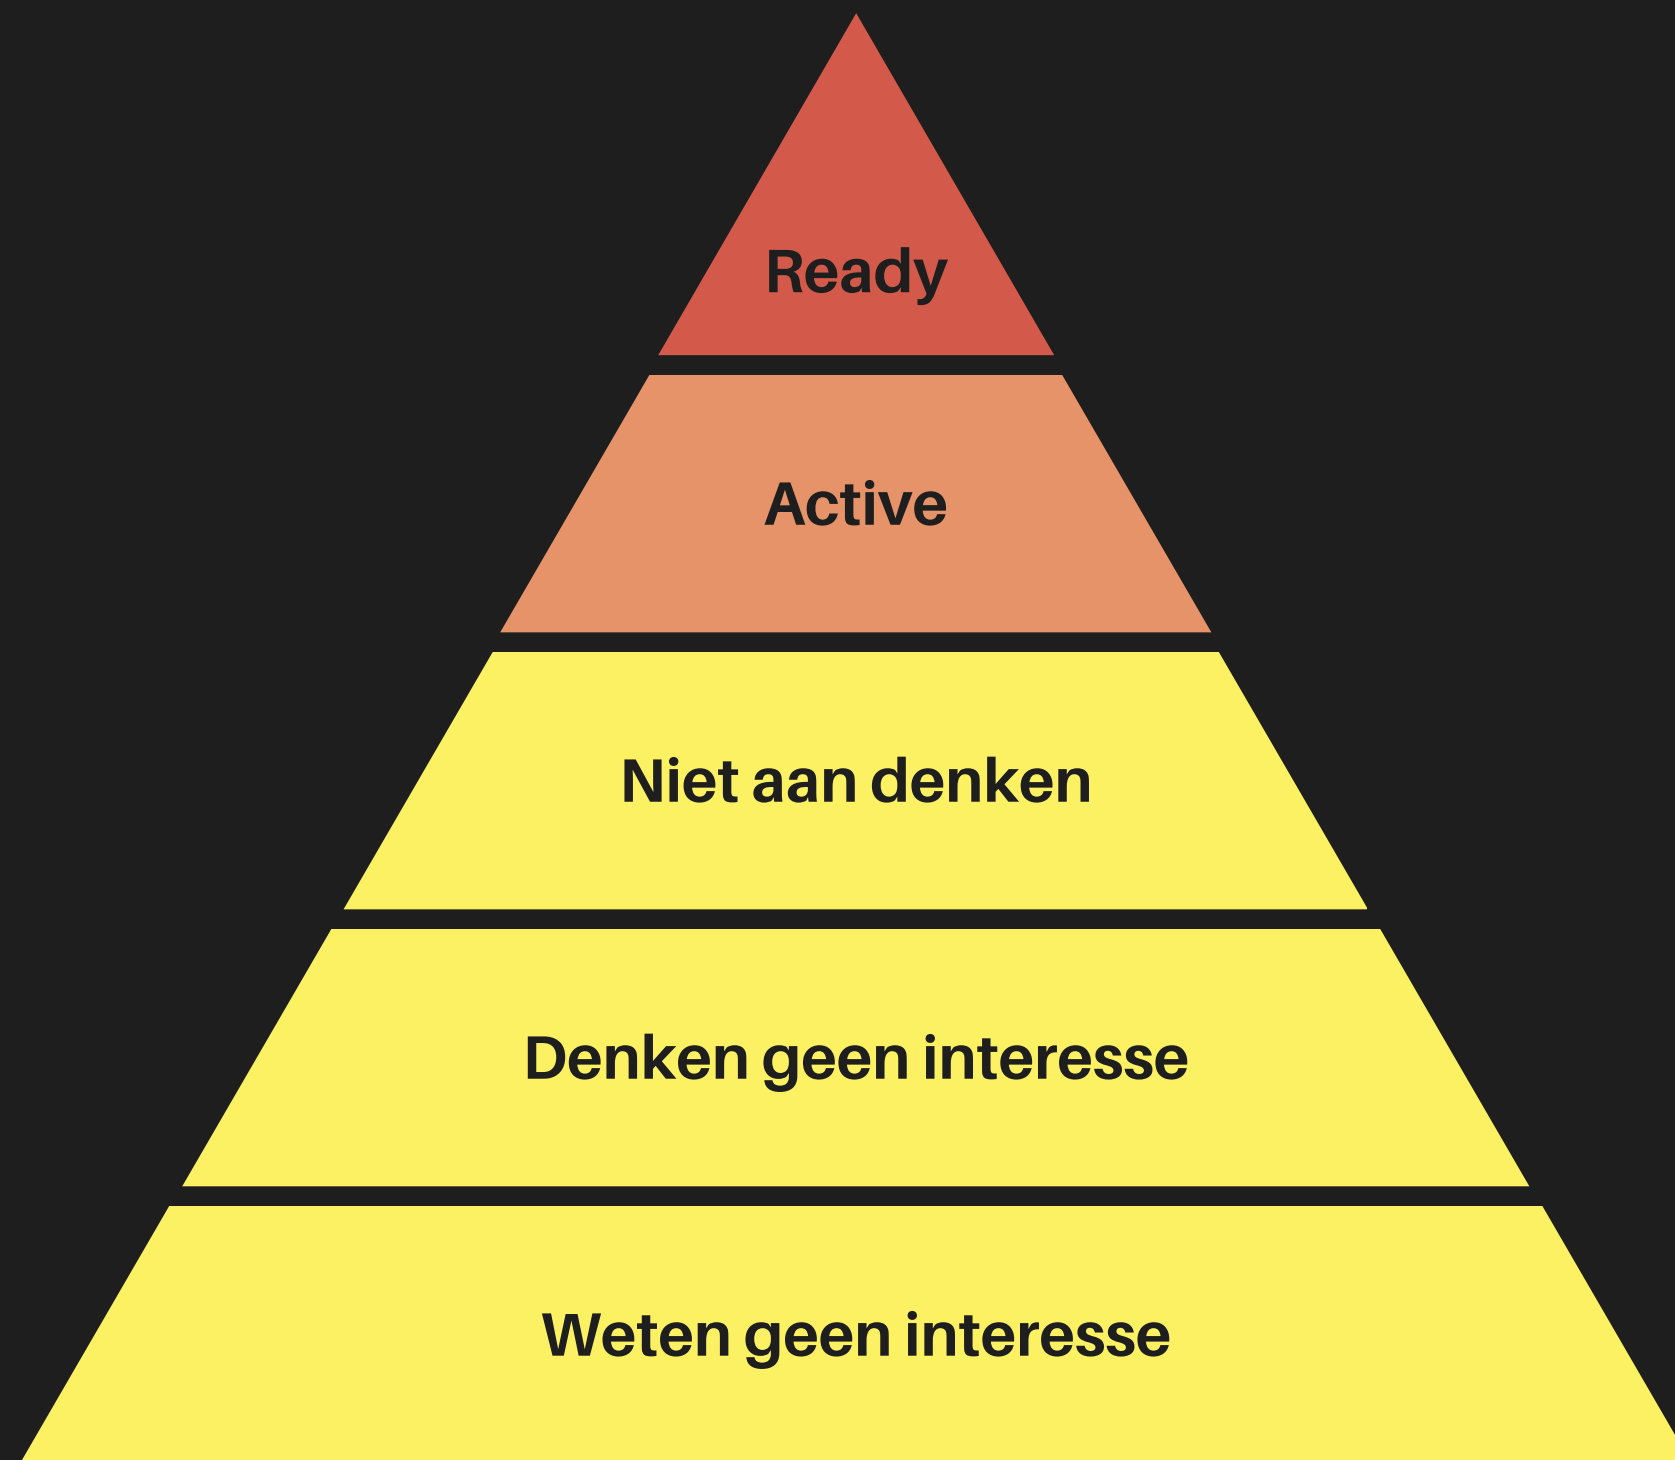 Ready
Active
Niet aan denken
Denken geen interesse
Weten geen interesse